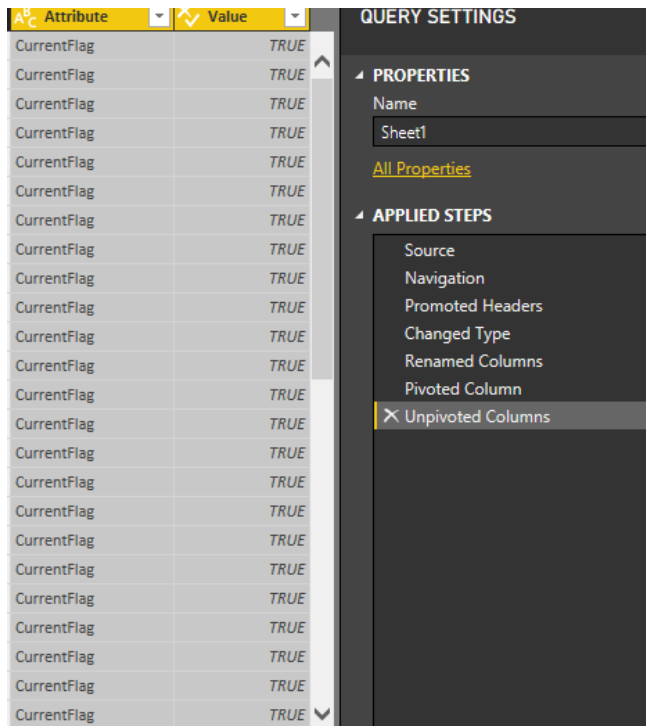 ABC Attribute Value QUERY SETTINGS
CurrentFlag TRUE
CurrentFlag TRUE PROPERTIES
CurrentFlag TRUE Name
CurrentFlag TRUE Sheet1
CurrentFlag TRUE All Properties
CurrentFlag TRUE
CurrentFlag TRUE APPLIED STEPS
CurrentFlag TRUE Source
CurrentFlag TRUE Navigation
CurrentFlag TRUE Promoted Headers
CurrentFlag TRUE Changed Type
CurrentFlag TRUE Renamed Columns
CurrentFlag TRUE Pivoted Column
CurrentFlag TRUE Unpivoted Columns
CurrentFlag TRUE
CurrentFlag TRUE
CurrentFlag TRUE
CurrentFlag TRUE
CurrentFlag TRUE
CurrentFlag TRUE
CurrentFlag TRUE
CurrentFlag TRUE
CurrentFlag TRUE
CurrentFlag TRUE